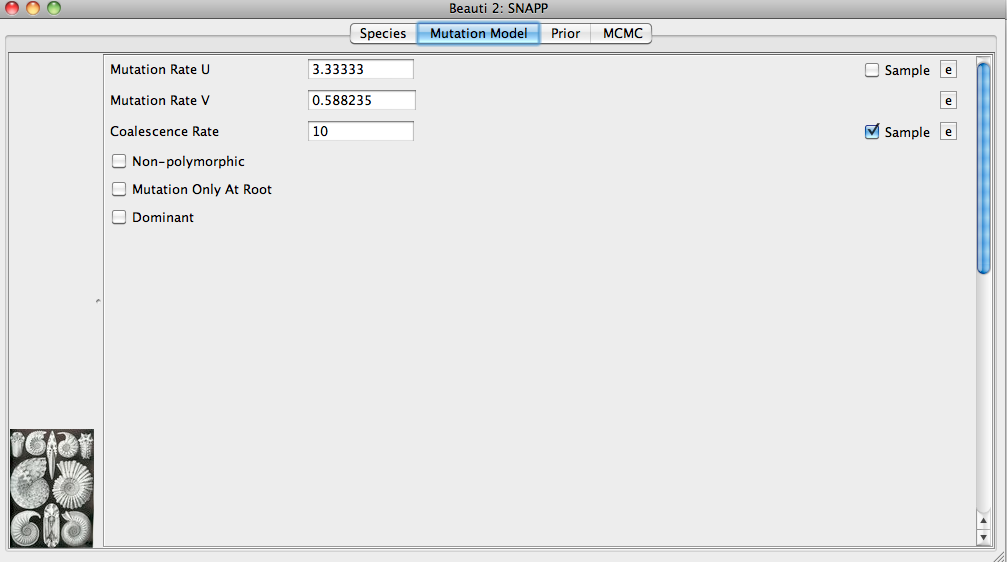 Beauti 2: SNAPP
Species Mutation Model Prior MCMC
Mutation Rate U 3.33333 Sample e
Mutation Rate V 0.588235 e
Coalescence Rate 10 Sample e
Non-polymorphic
Mutation Only At Root
Dominant